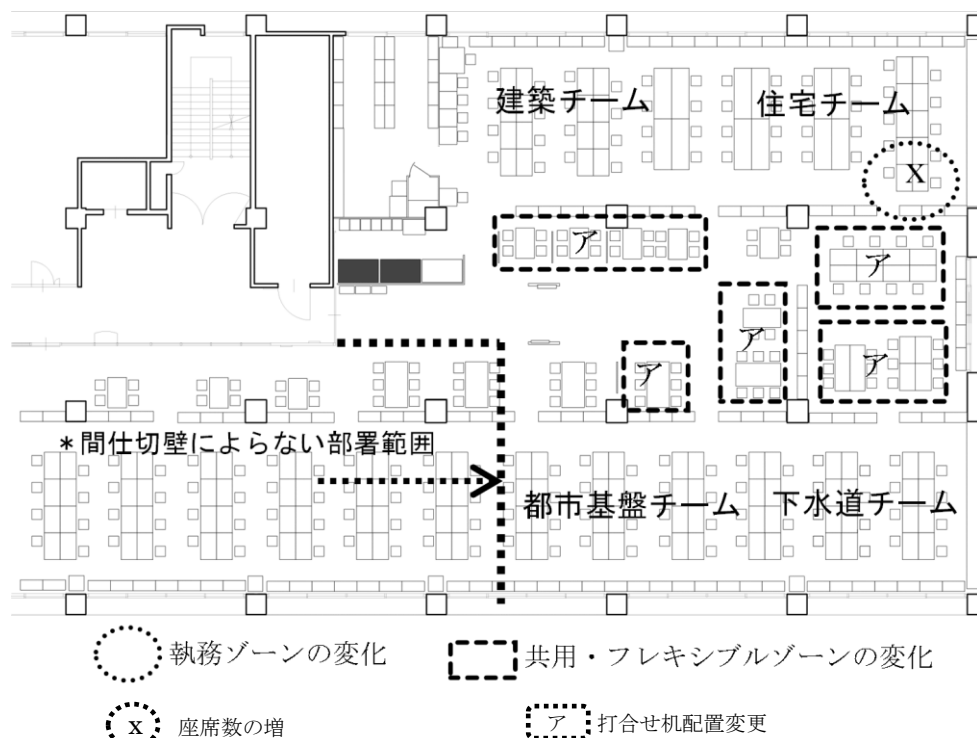 建築チーム
住宅チーム
X
ア
ア
ア
ア
ア
*間仕切壁によらない部署範囲
都市基盤チーム
下水道チーム
執務ゾーンの変化
共用・フレキシブルゾーンの変化
X 座席数の増
ア 打合せ机配置変更